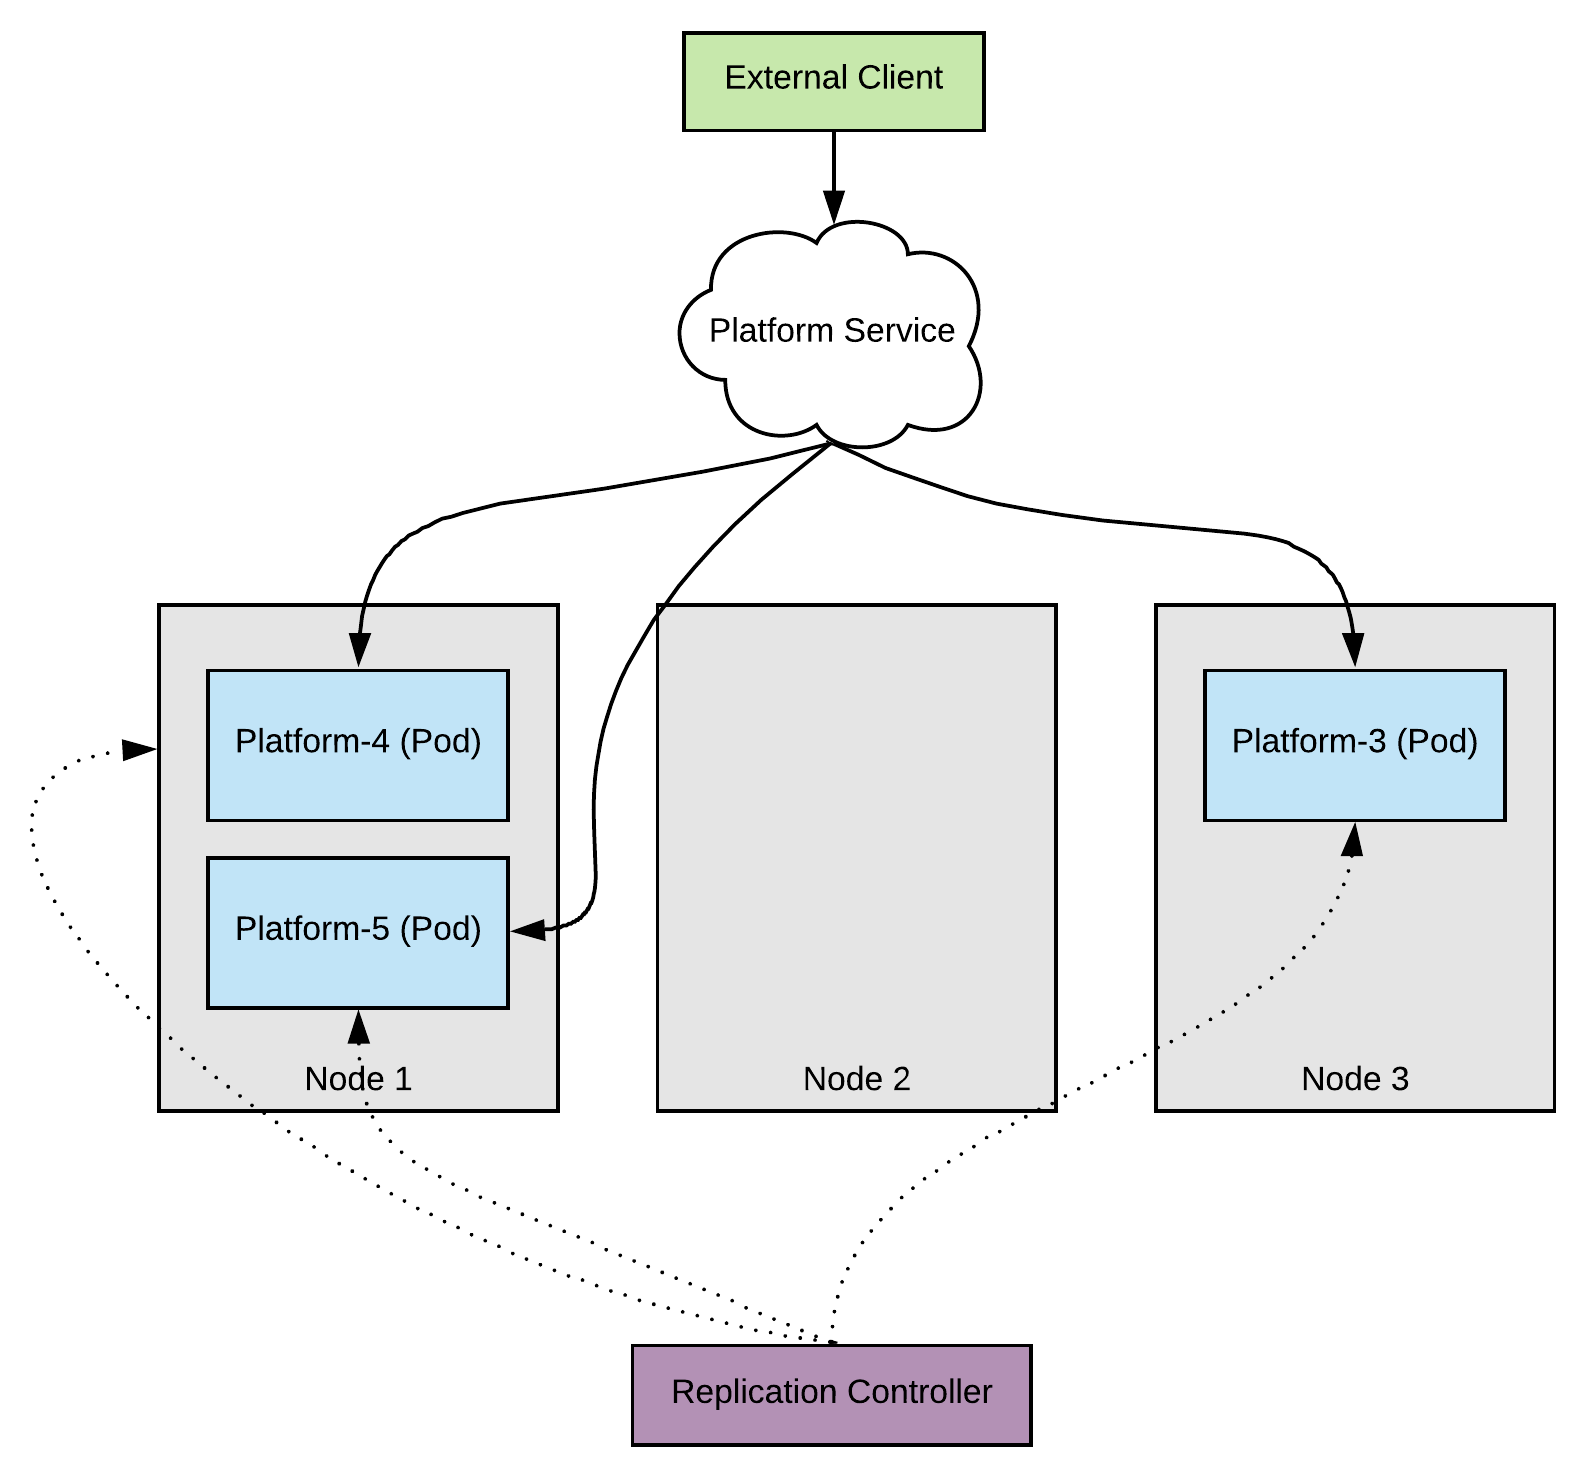 External Client
Platform Service
Platform-4 (Pod)
Platform-3 (Pod)
Platform-5 (Pod)
Node 1
Node 2
Node 3
Replication Controller